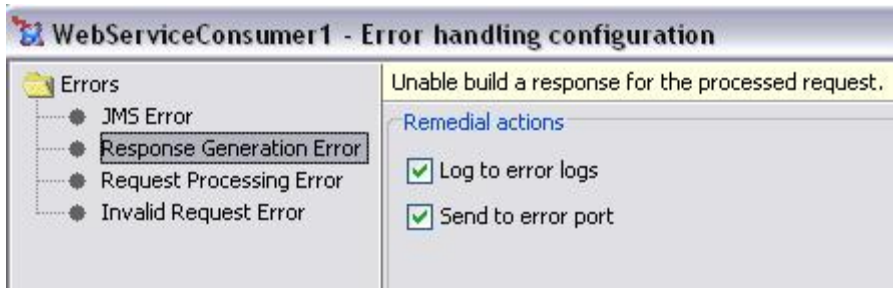 WebServiceConsumer1 - Error handling configuration
Errors
JMS Error
Response Generation Error
Request Processing Error
Invalid Request Error
Unable build a response for the processed request.
Remedial actions
Log to error logs
Send to error port